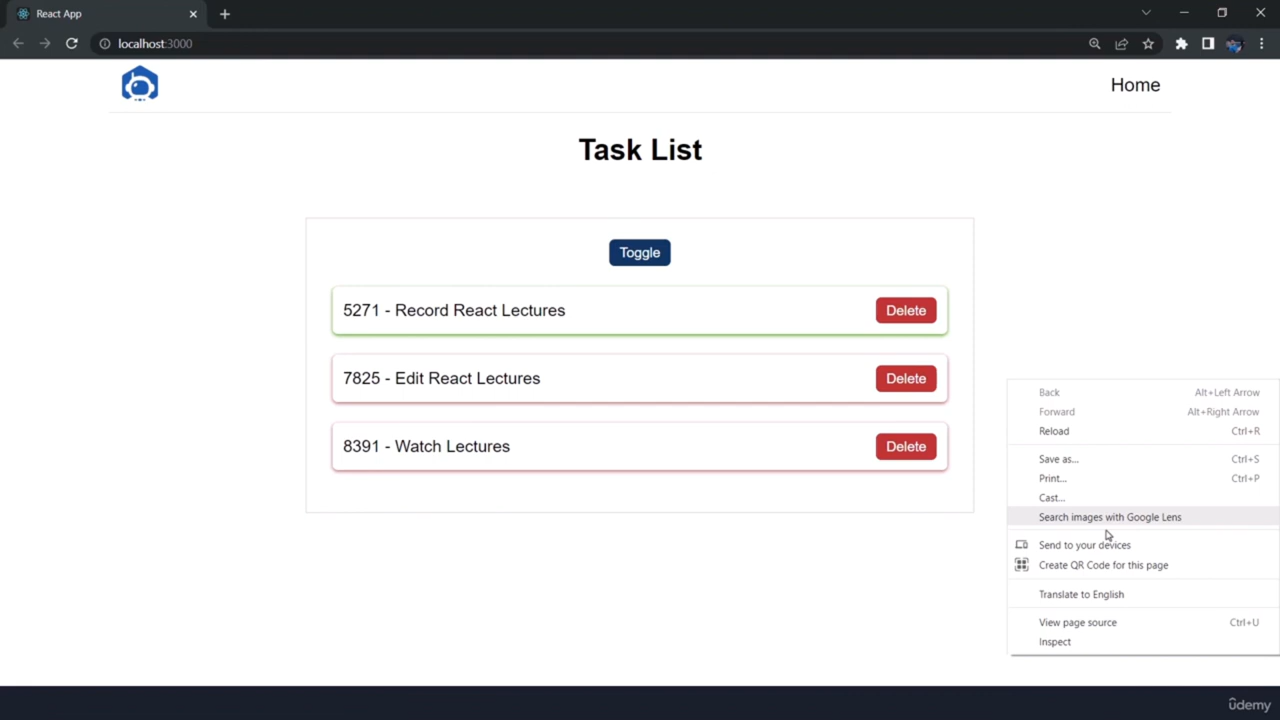 React App
localhost:3000
Home
Task List
Toggle
5271 - Record React Lectures Delete
7825 - Edit React Lectures Delete
8391 - Watch Lectures Delete
Back Alt+Left Arrow
Forward Alt+Right Arrow
Reload Ctrl+R
Save as... Ctrl+S
Print... Ctrl+P
Cast...
Search images with Google Lens
Send to your devices
Create QR Code for this page
Translate to English
View page source Ctrl+U
Inspect
ûdemy